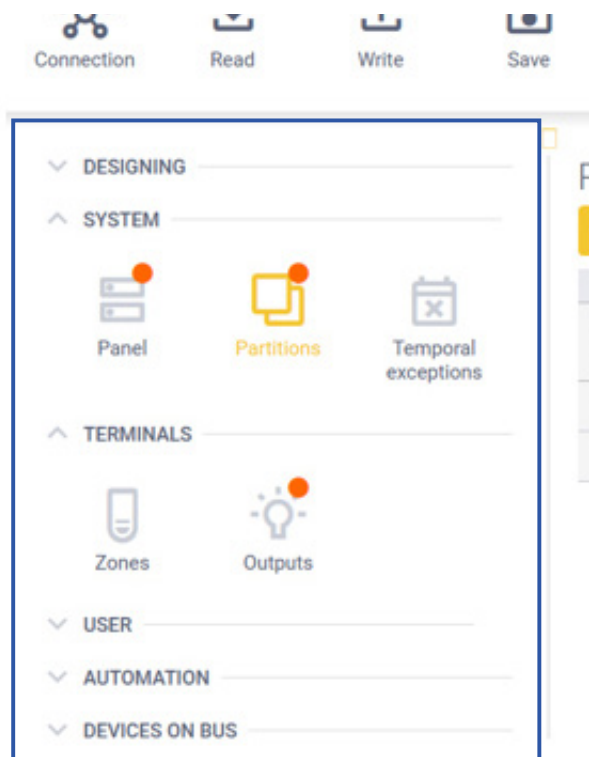 Connection Read Write Save
DESIGNING
SYSTEM
Panel Partitions Temporal
exceptions
TERMINALS
Zones Outputs
USER
AUTOMATION
DEVICES ON BUS